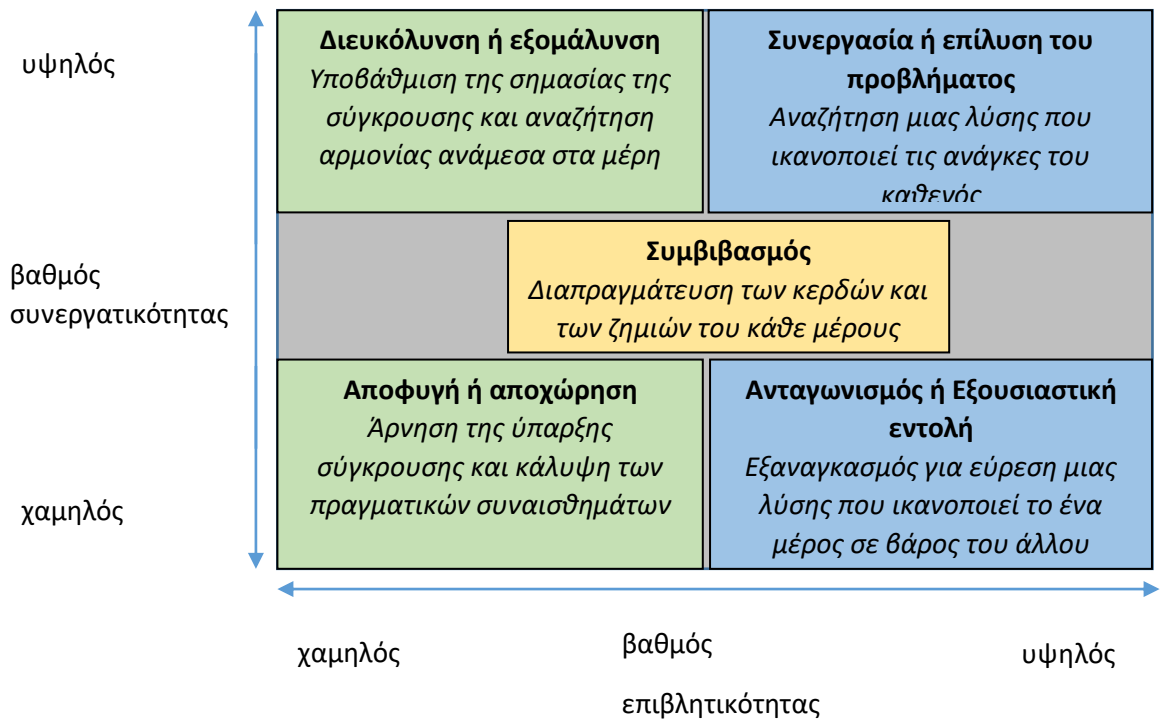 υψηλός
Διευκόλυνση ή εξομάλυνση
Υποβάθμιση της σημασίας της
σύγκρουσης και αναζήτηση
αρμονίας ανάμεσα στα μέρη
Συνεργασία ή επίλυση του
προβλήματος
Αναζήτηση μιας λύσης που
ικανοποιεί τις ανάγκες του
καθενός
βαθμός
συνεργατικότητας
Συμβιβασμός
Διαπραγμάτευση των κερδών και
των ζημιών του κάθε μέρους
χαμηλός
Αποφυγή ή αποχώρηση
Άρνηση της ύπαρξης
σύγκρουσης και κάλυψη των
πραγματικών συναισθημάτων
Ανταγωνισμός ή Εξουσιαστική
εντολή
Εξαναγκασμός για εύρεση μιας
λύσης που ικανοποιεί το ένα
μέρος σε βάρος του άλλου
χαμηλός
βαθμός
επιβλητικότητας
υψηλός